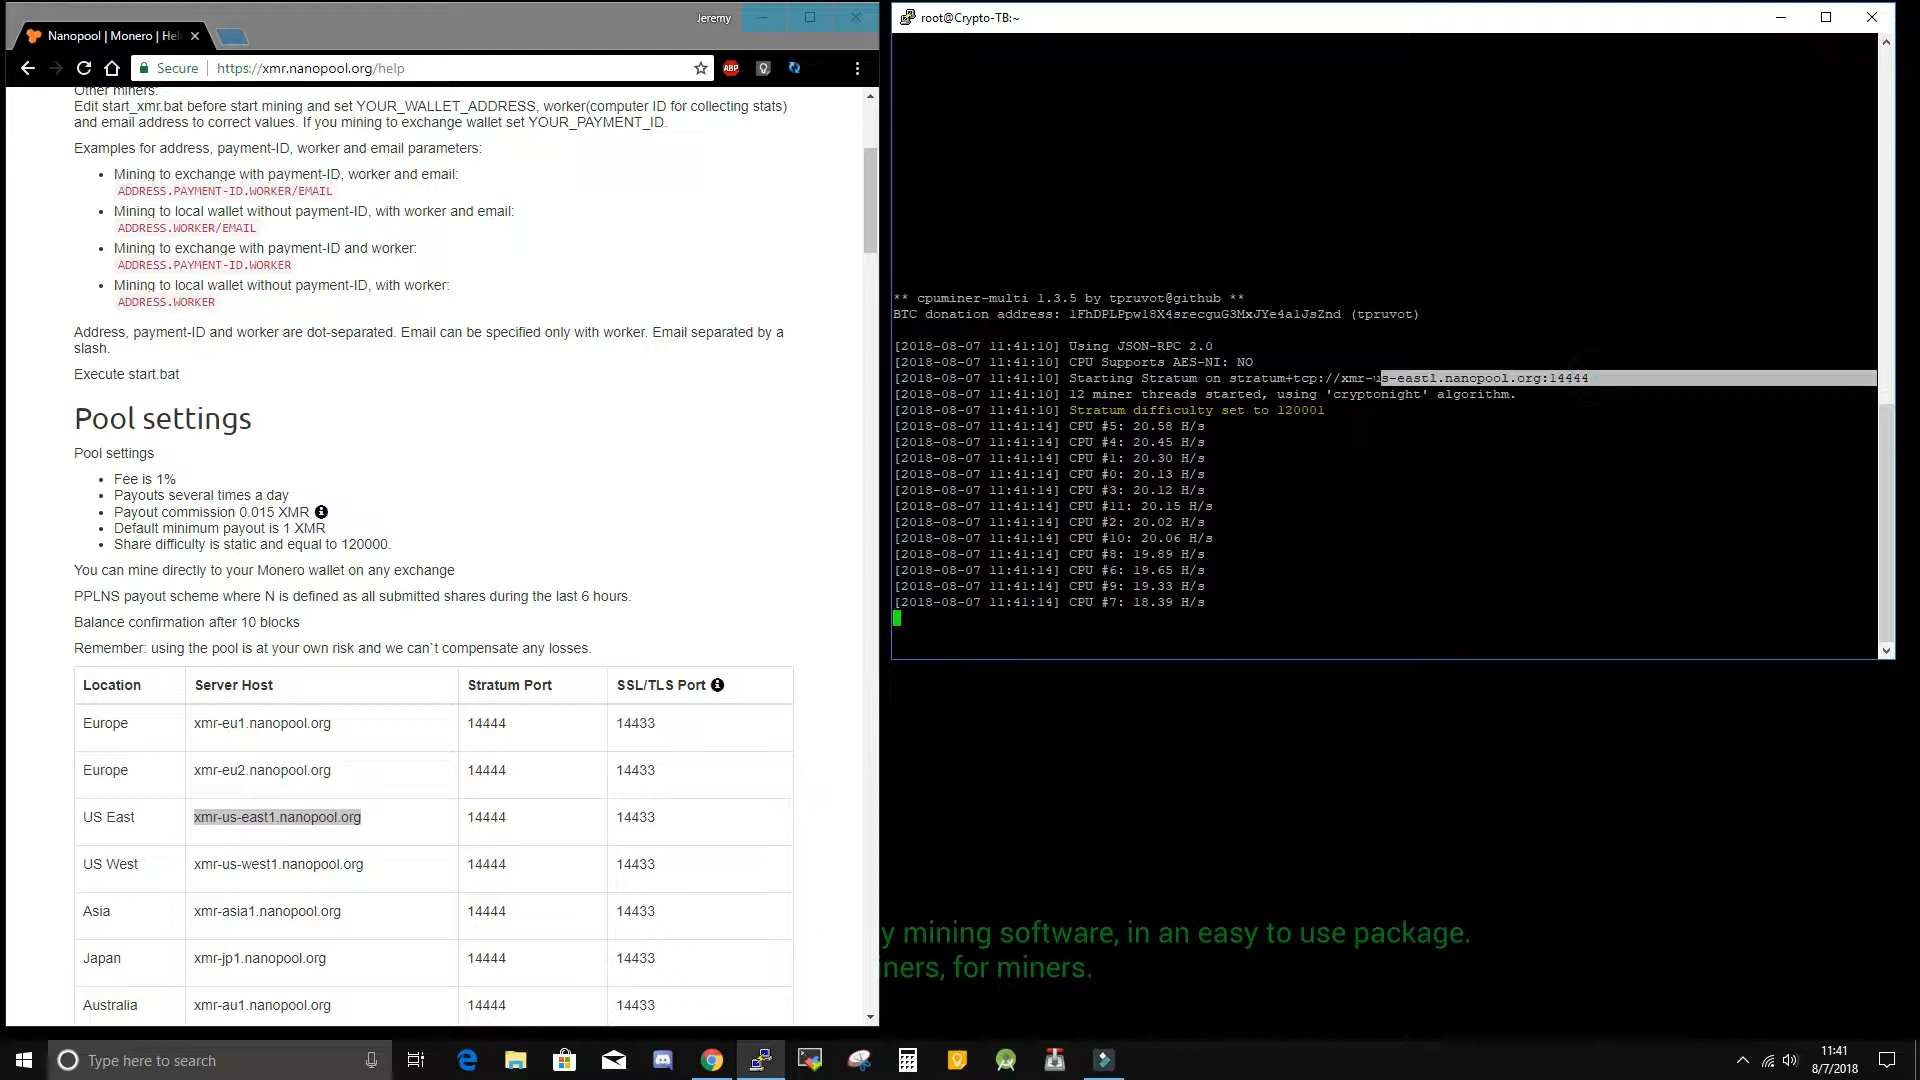 Jeremy
Nanopool | Monero | Hel
Secure
https://xmr.nanopool.org/help
ABP
Other miners:
Edit start_xmr.bat before start mining and set YOUR_WALLET_ADDRESS, worker(computer ID for collecting stats)
and email address to correct values. If you mining to exchange wallet set YOUR_PAYMENT_ID.
Examples for address, payment-ID, worker and email parameters:
Mining to exchange with payment-ID, worker and email:
ADDRESS.PAYMENT-ID.WORKER/EMAIL
Mining to local wallet without payment-ID, with worker and email:
ADDRESS.WORKER/EMAIL
Mining to exchange with payment-ID and worker:
ADDRESS.PAYMENT-ID.WORKER
Mining to local wallet without payment-ID, with worker:
ADDRESS.WORKER
Address, payment-ID and worker are dot-separated. Email can be specified only with worker. Email separated by a
slash.
Execute start.bat
Pool settings
Pool settings
Fee is 1%
Payouts several times a day
Payout commission 0.015 XMR
Default minimum payout is 1 XMR
Share difficulty is static and equal to 120000.
You can mine directly to your Monero wallet on any exchange
PPLNS payout scheme where N is defined as all submitted shares during the last 6 hours.
Balance confirmation after 10 blocks
Remember: using the pool is at your own risk and we can`t compensate any losses.
Location Server Host Stratum Port SSL/TLS Port
Europe xmr-eu1.nanopool.org 14444 14433
Europe xmr-eu2.nanopool.org 14444 14433
US East xmr-us-east1.nanopool.org 14444 14433
US West xmr-us-west1.nanopool.org 14444 14433
Asia xmr-asia1.nanopool.org 14444 14433
Japan xmr-jp1.nanopool.org 14444 14433
Australia xmr-au1.nanopool.org 14444 14433
root@Crypto-TB:~
** cpuminer-multi 1.3.5 by tpruvot@github **
BTC donation address: 1FhDPLPpw18X4srecguG3MxJYe4a1JsZnd (tpruvot)
[2018-08-07 11:41:10] Using JSON-RPC 2.0
[2018-08-07 11:41:10] CPU Supports AES-NI: NO
[2018-08-07 11:41:10] Starting Stratum on stratum+tcp://xmr-us-east1.nanopool.org:14444
[2018-08-07 11:41:10] 12 miner threads started, using 'cryptonight' algorithm.
[2018-08-07 11:41:10] Stratum difficulty set to 120001
[2018-08-07 11:41:14] CPU #5: 20.58 H/s
[2018-08-07 11:41:14] CPU #4: 20.45 H/s
[2018-08-07 11:41:14] CPU #1: 20.30 H/s
[2018-08-07 11:41:14] CPU #0: 20.13 H/s
[2018-08-07 11:41:14] CPU #3: 20.12 H/s
[2018-08-07 11:41:14] CPU #11: 20.15 H/s
[2018-08-07 11:41:14] CPU #2: 20.02 H/s
[2018-08-07 11:41:14] CPU #10: 20.06 H/s
[2018-08-07 11:41:14] CPU #8: 19.89 H/s
[2018-08-07 11:41:14] CPU #6: 19.65 H/s
[2018-08-07 11:41:14] CPU #9: 19.33 H/s
[2018-08-07 11:41:14] CPU #7: 18.39 H/s
y mining software, in an easy to use package.
iners, for miners.
Type here to search
11:41
8/7/2018